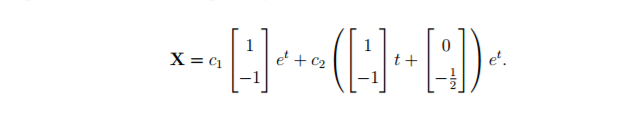 X = c₁ [1; −1] eᵗ + c₂ ([1; −1] t + [0; −½]) eᵗ.